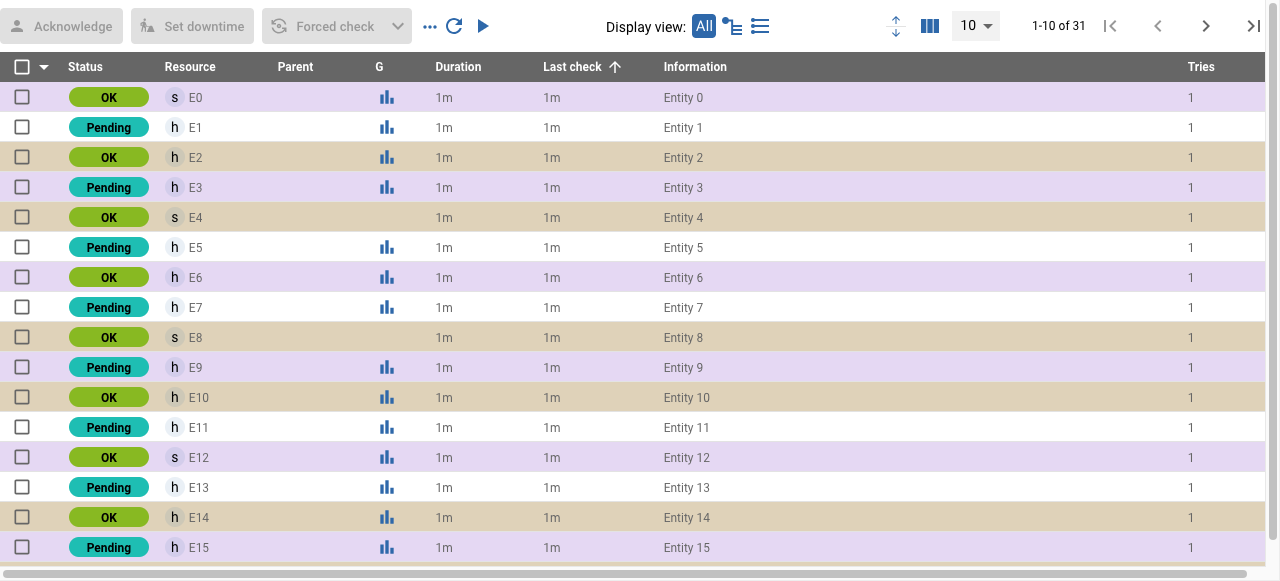 Acknowledge Set downtime Forced check Display view: All 10 1-10 of 31
Status Resource Parent G Duration Last check Information Tries
OK s E0 1m 1m Entity 0 1
Pending h E1 1m 1m Entity 1 1
OK h E2 1m 1m Entity 2 1
Pending h E3 1m 1m Entity 3 1
OK s E4 1m 1m Entity 4 1
Pending h E5 1m 1m Entity 5 1
OK h E6 1m 1m Entity 6 1
Pending h E7 1m 1m Entity 7 1
OK s E8 1m 1m Entity 8 1
Pending h E9 1m 1m Entity 9 1
OK h E10 1m 1m Entity 10 1
Pending h E11 1m 1m Entity 11 1
OK s E12 1m 1m Entity 12 1
Pending h E13 1m 1m Entity 13 1
OK h E14 1m 1m Entity 14 1
Pending h E15 1m 1m Entity 15 1